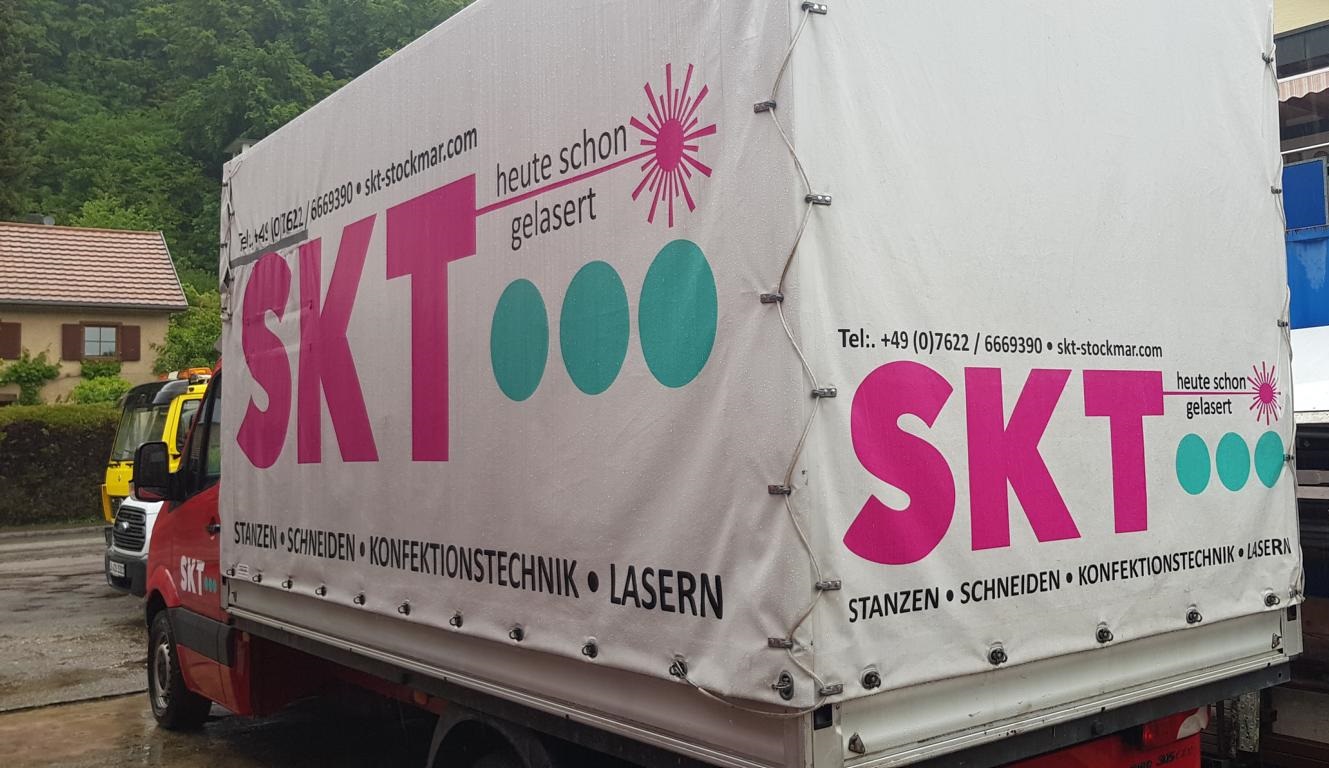 Tel:. +49 (0)7622 / 6669390 • skt-stockmar.com
heute schon
gelasert
SKT
STANZEN • SCHNEIDEN • KONFEKTIONSTECHNIK • LASERN
SKT
Tel:. +49 (0)7622 / 6669390 • skt-stockmar.com
heute schon
gelasert
SKT
STANZEN • SCHNEIDEN • KONFEKTIONSTECHNIK • LASERN